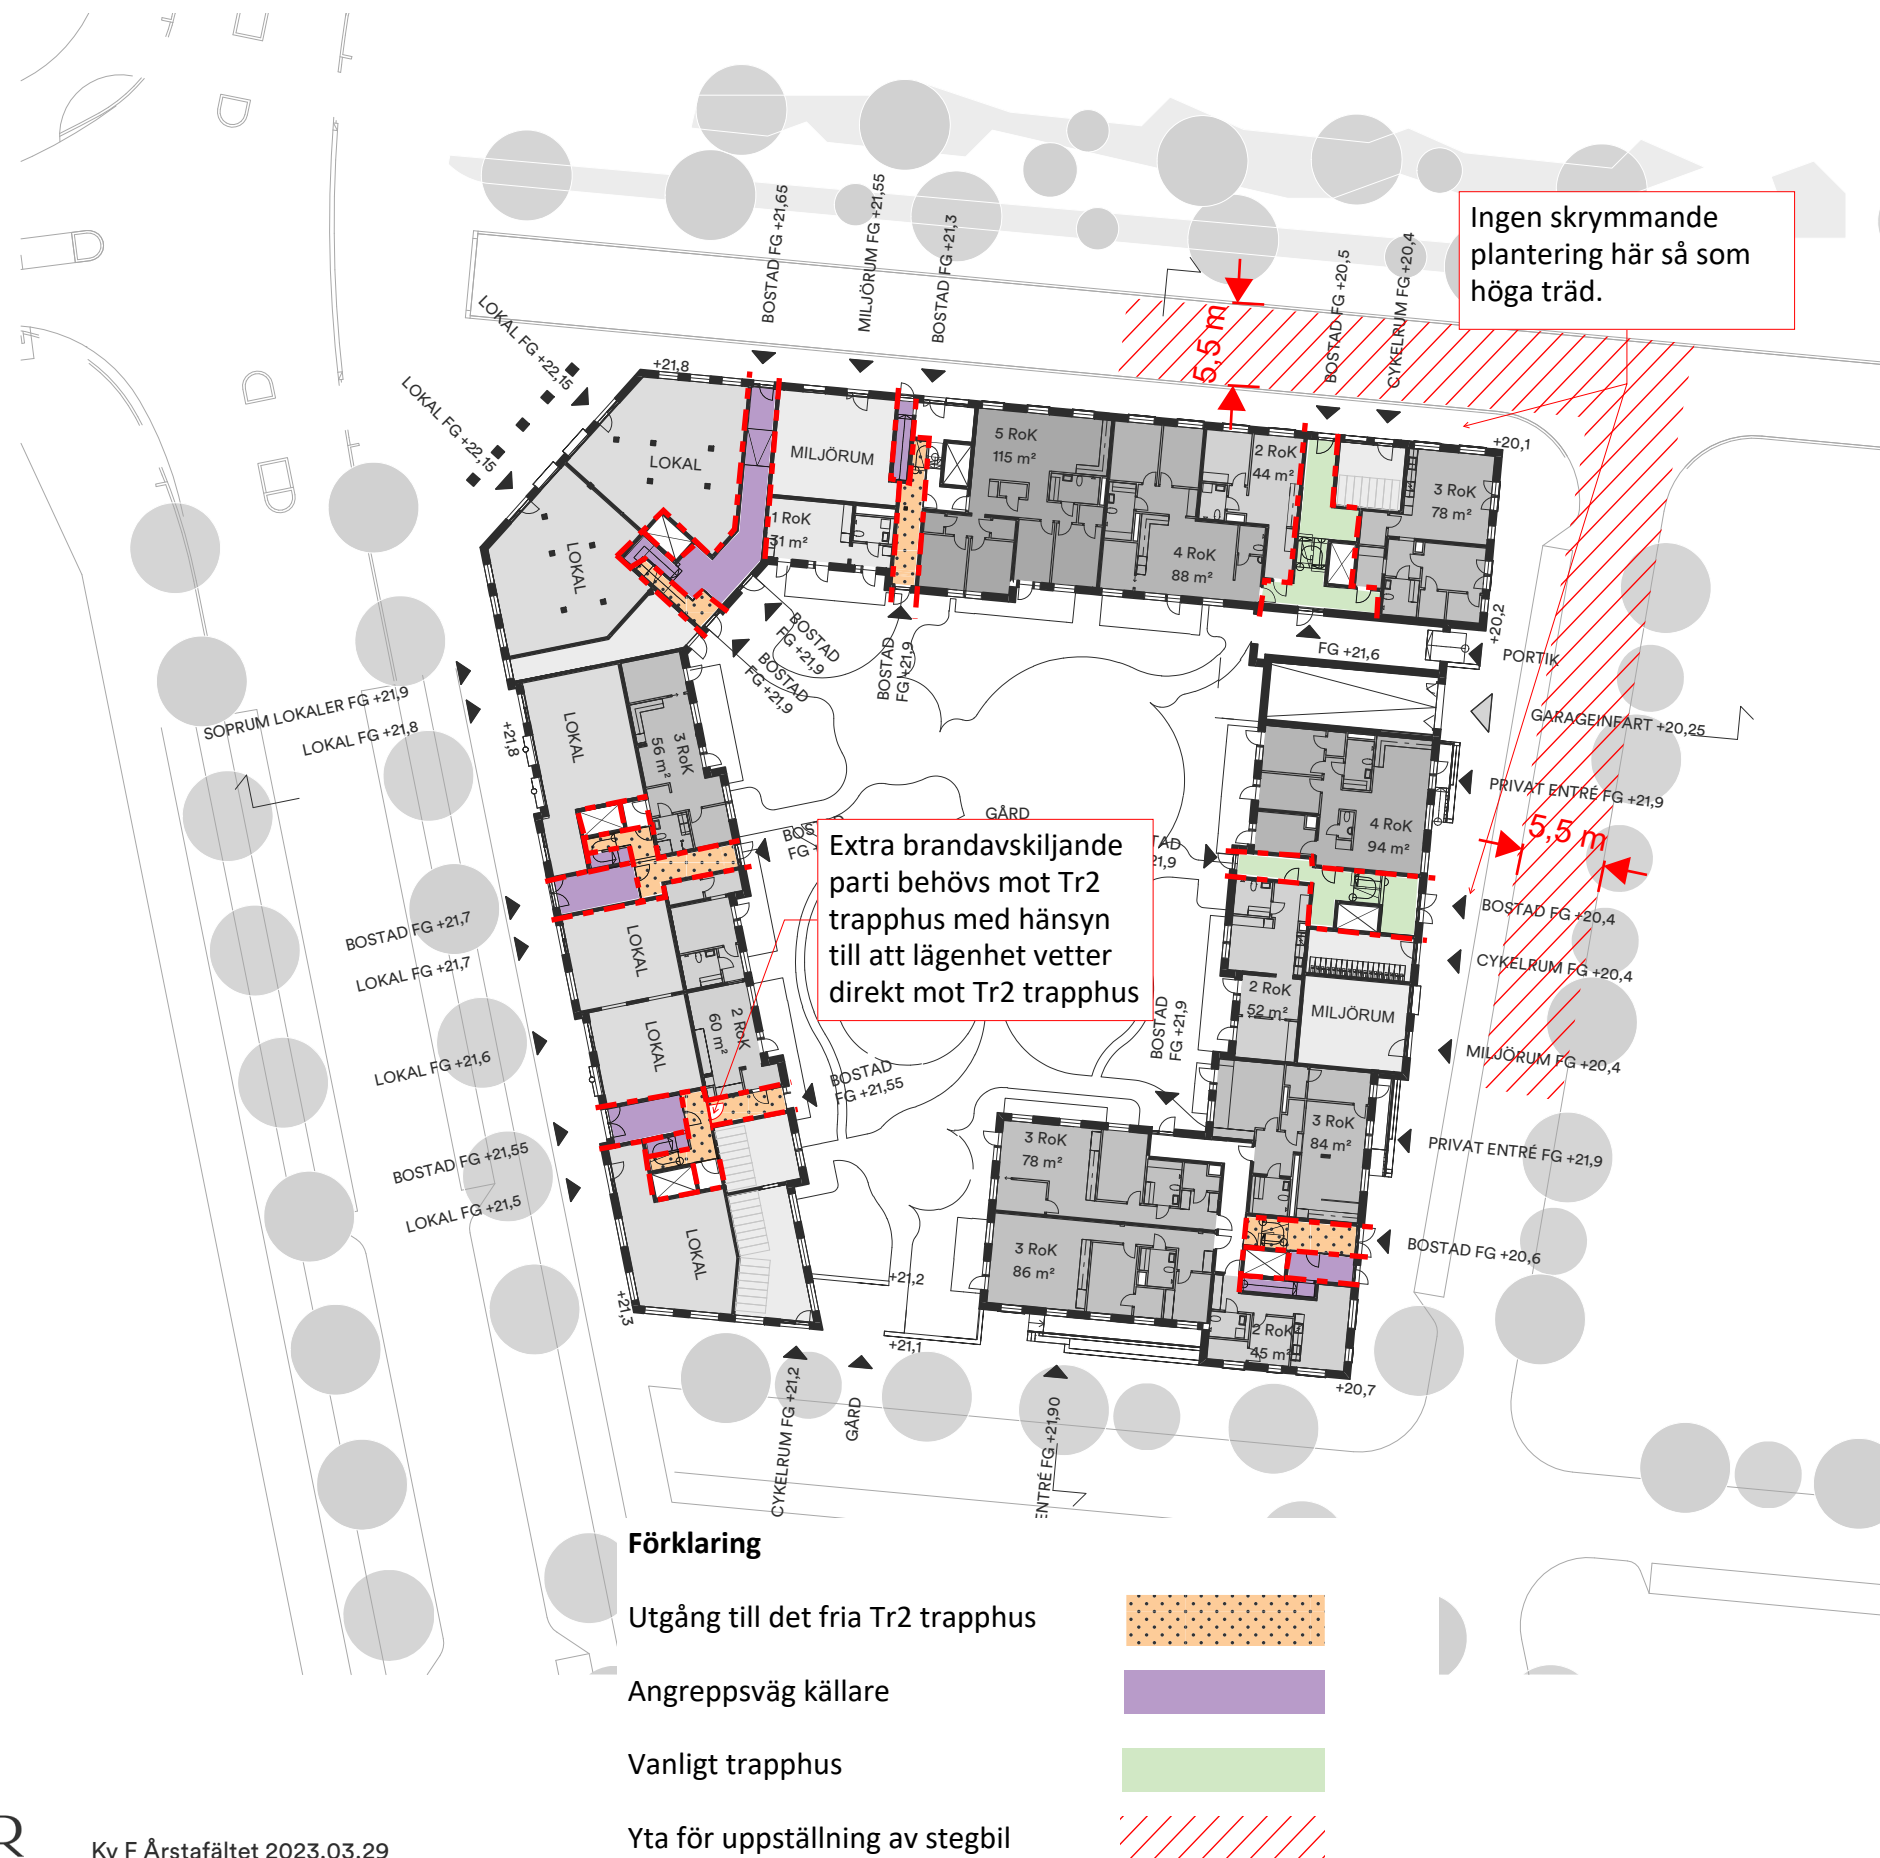 BOSTAD FG +21,65
MILJÖRUM FG +21,55
BOSTAD FG +21,3
BOSTAD FG +20,5
CYKELRUM FG +20,4
Ingen skrymmande
plantering här så som
höga träd.
5,5 m
LOKAL FG +22,15
LOKAL FG +22,15
+21,8
+20,1
LOKAL
MILJÖRUM
5 RoK
115 m²
2 RoK
44 m²
3 RoK
78 m²
1 RoK
31 m²
4 RoK
88 m²
LOKAL
+20,2
BOSTAD
FG +21,9
BOSTAD
FG +21,9
BOSTAD
FG +21,9
FG +21,6
PORTIK
SOPRUM LOKALER FG +21,9
LOKAL FG +21,8
+21,8
LOKAL
3 RoK
56 m²
GARAGEINFART +20,25
PRIVAT ENTRÉ FG +21,9
GÅRD
4 RoK
94 m²
5,5 m
Extra brandavskiljande
parti behövs mot Tr2
trapphus med hänsyn
till att lägenhet vetter
direkt mot Tr2 trapphus
BOSTAD FG +21,7
LOKAL FG +21,7
LOKAL
BOSTAD FG +20,4
CYKELRUM FG +20,4
2 RoK
52 m²
MILJÖRUM
BOSTAD
FG +21,9
LOKAL
2 RoK
60 m²
LOKAL FG +21,6
MILJÖRUM FG +20,4
BOSTAD
FG +21,55
3 RoK
78 m²
3 RoK
84 m²
PRIVAT ENTRÉ FG +21,9
BOSTAD FG +21,55
LOKAL FG +21,5
LOKAL
3 RoK
86 m²
BOSTAD FG +20,6
+21,2
+21,3
2 RoK
45 m²
+21,1
+20,7
CYKELRUM FG +21,2
GÅRD
ENTRÉ FG +21,90
Förklaring
Utgång till det fria Tr2 trapphus
Angreppsväg källare
Vanligt trapphus
Yta för uppställning av stegbil
Kv F Årstafältet 2023.03.29